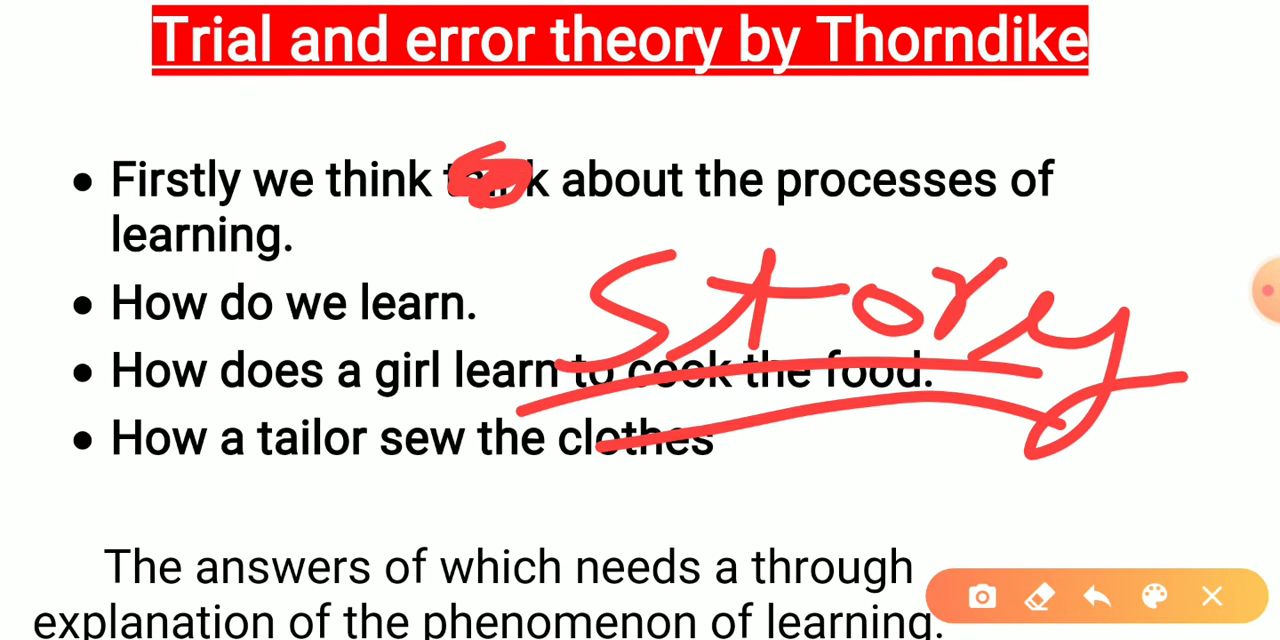 Trial and error theory by Thorndike
• Firstly we think think about the processes of
learning.
• How do we learn.
Story
• How does a girl learn to cook the food.
• How a tailor sew the clothes
The answers of which needs a through
explanation of the phenomenon of learning.